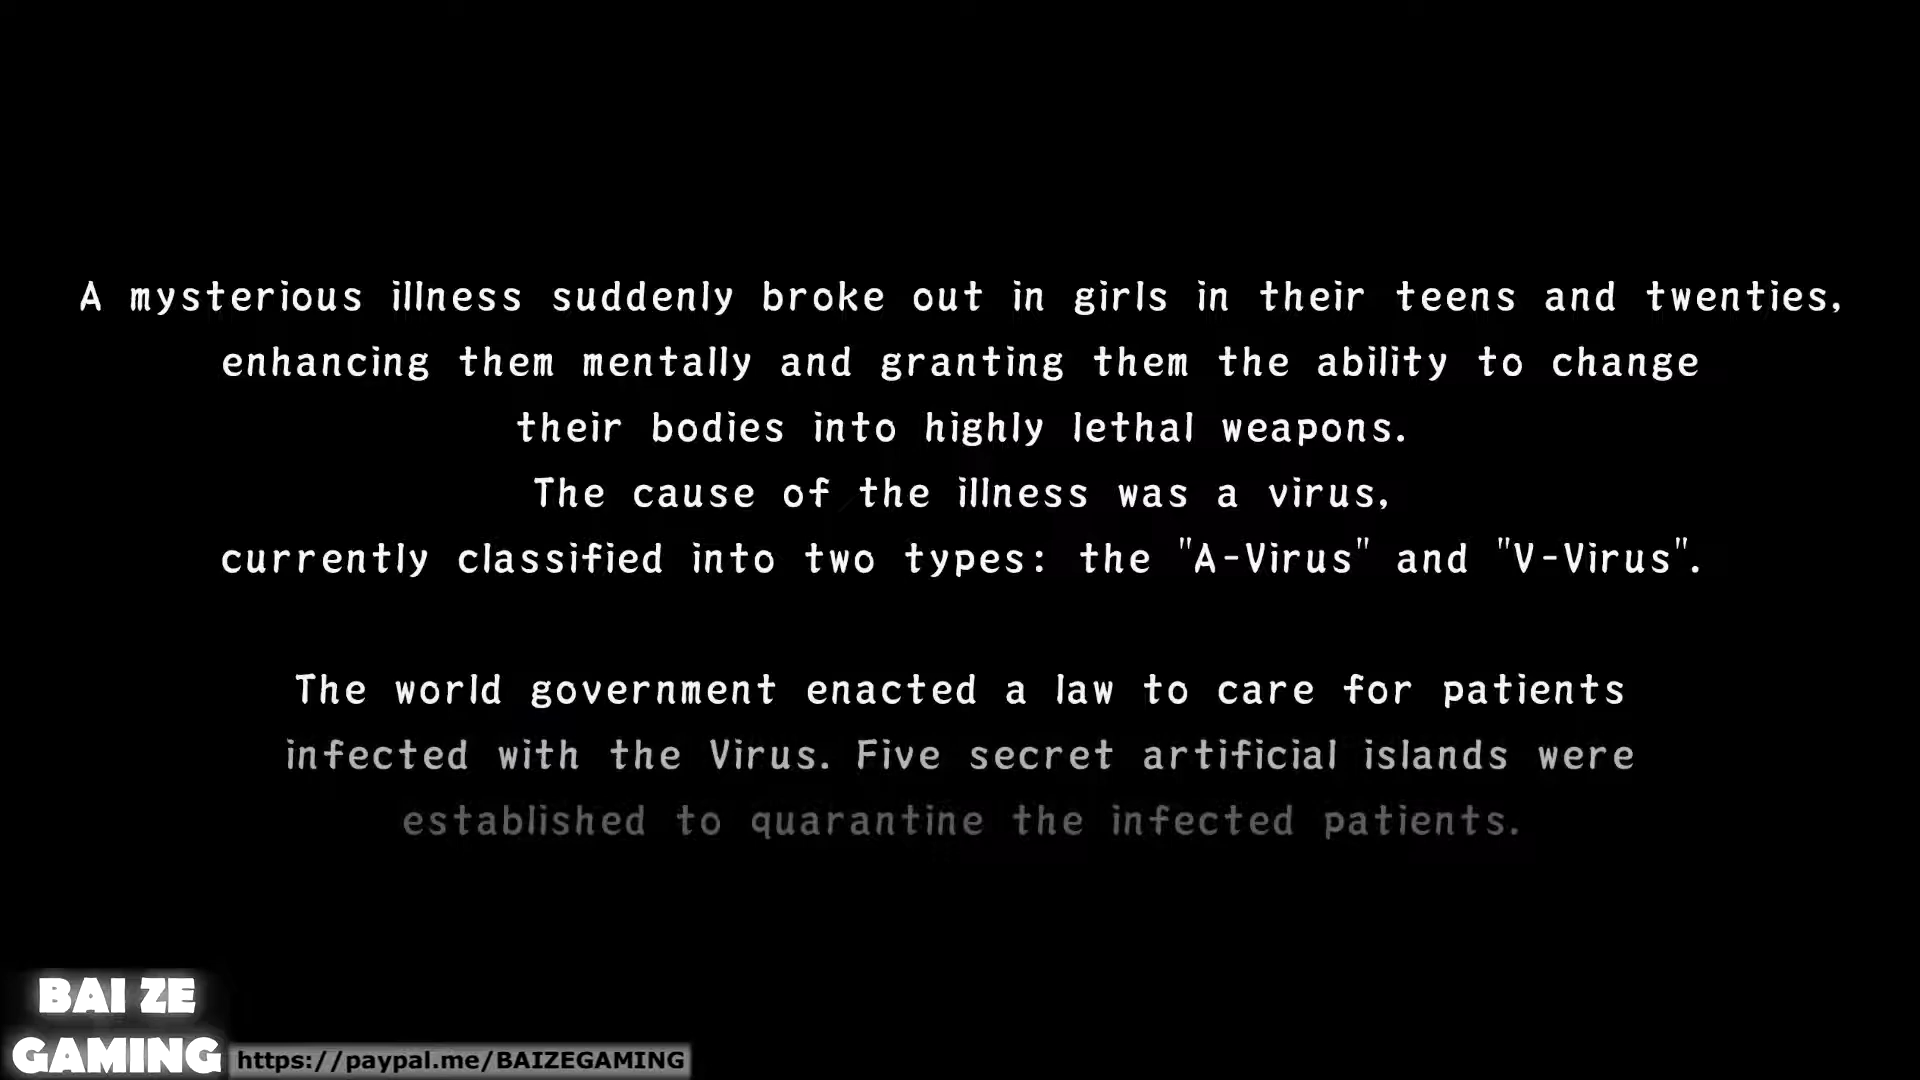 A mysterious illness suddenly broke out in girls in their teens and twenties,
enhancing them mentally and granting them the ability to change
their bodies into highly lethal weapons.
The cause of the illness was a virus,
currently classified into two types: the "A-Virus" and "V-Virus".
The world government enacted a law to care for patients
infected with the Virus. Five secret artificial islands were
established to quarantine the infected patients.
BAI ZE
GAMING
https://paypal.me/BAIZEGAMING